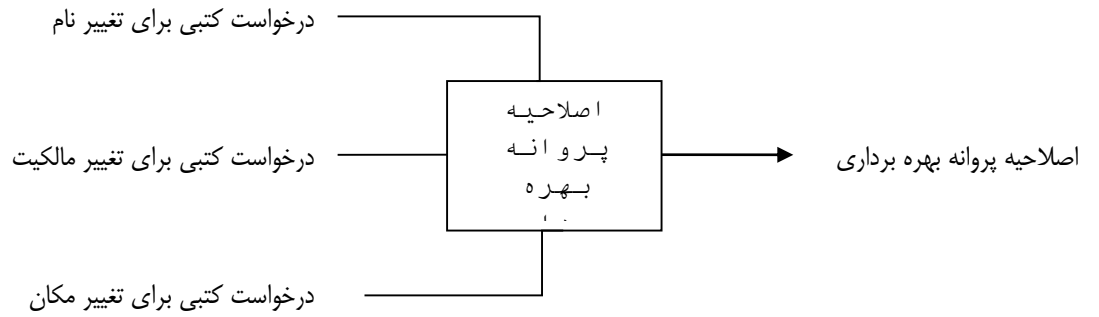 درخواست کتبی برای تغییر نام
اصلاحیه
پروانه
بهره
درخواست کتبی برای تغییر مالکیت
اصلاحیه پروانه بهره برداری
درخواست کتبی برای تغییر مکان